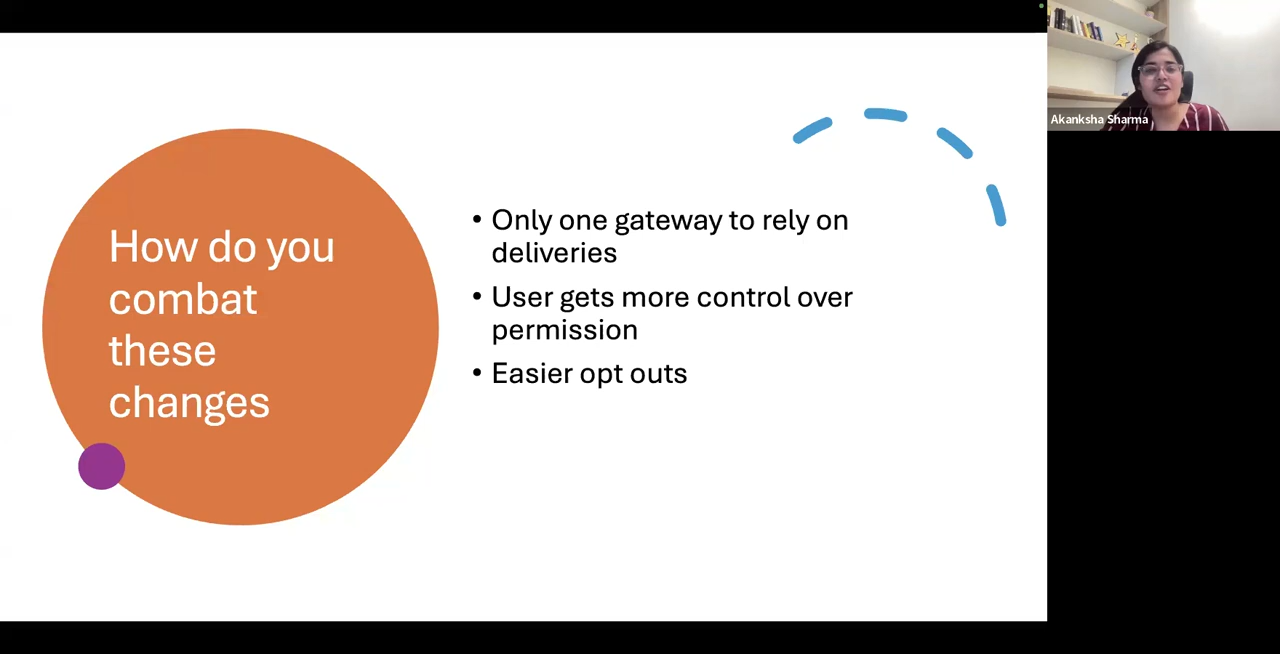 How do you
combat
these
changes
• Only one gateway to rely on
deliveries
• User gets more control over
permission
• Easier opt outs
Akanksha Sharma